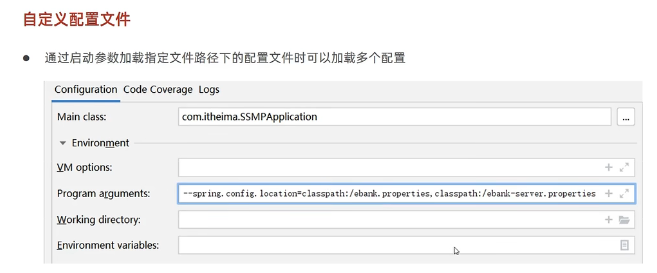 自定义配置文件
● 通过启动参数加载指定文件路径下的配置文件时可以加载多个配置
Configuration Code Coverage Logs
Main class: com.itheima.SSMPApplication ...
Environment
VM options:
Program arguments: --spring.config.location=classpath:/ebank.properties,classpath:/ebank-server.properties
Working directory:
Environment variables: